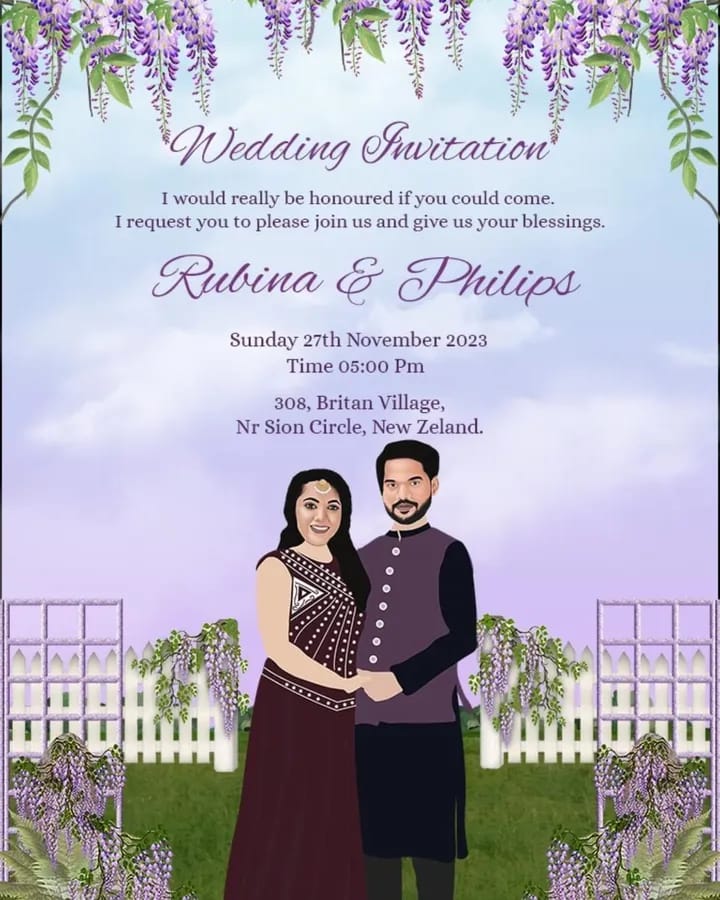 Wedding Invitation
I would really be honoured if you could come.
I request you to please join us and give us your blessings.
Rubina & Philips
Sunday 27th November 2023
Time 05:00 Pm
308, Britan Village,
Nr Sion Circle, New Zeland.